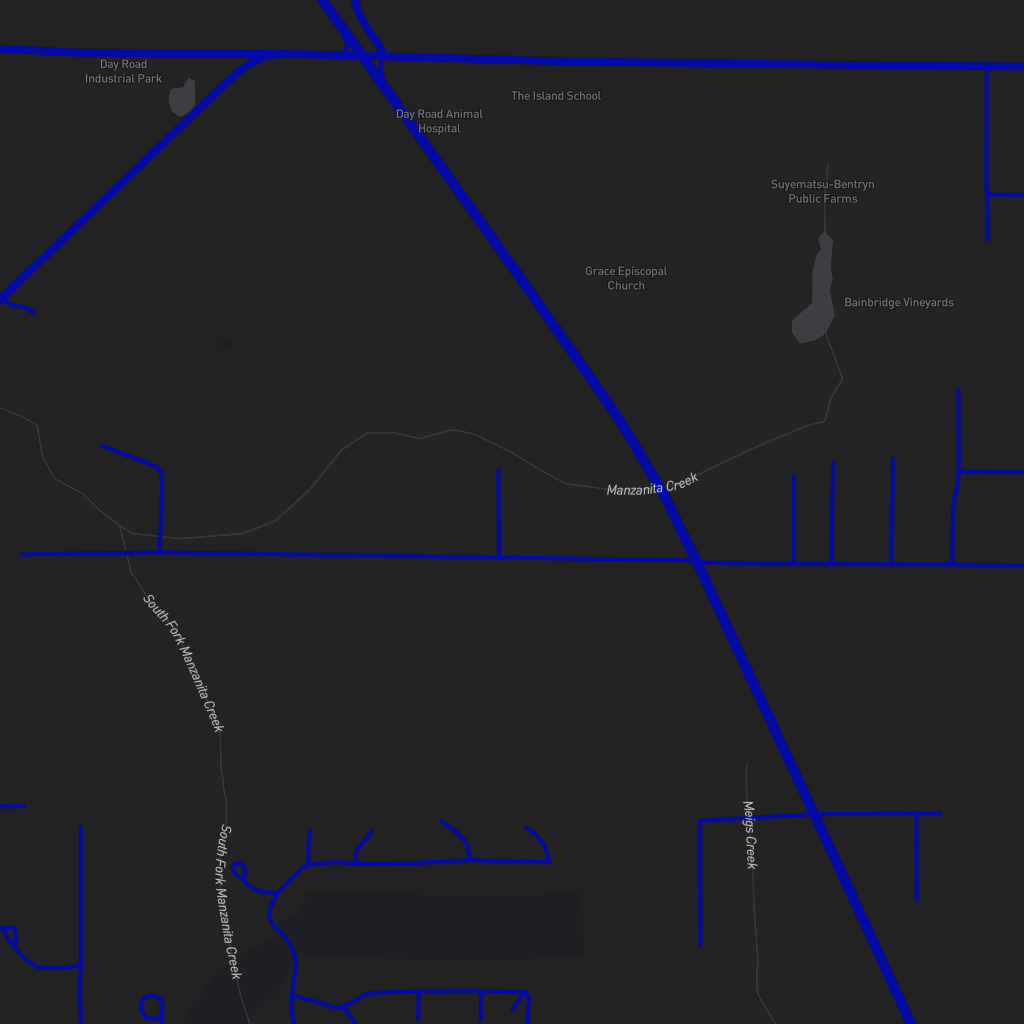 Day Road
Industrial Park
The Island School
Day Road Animal
Hospital
Suyematsu-Bentryn
Public Farms
Grace Episcopal
Church
Bainbridge Vineyards
Manzanita Creek
South Fork Manzanita Creek
Meigs Creek
South Fork Manzanita Creek